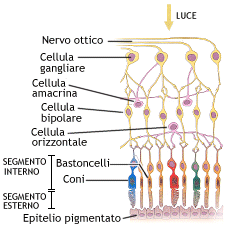 LUCE
Nervo ottico
Cellula
gangliare
Cellula
amacrina
Cellula
bipolare
Cellula
orizzontale
SEGMENTO
INTERNO
Bastoncelli
Coni
SEGMENTO
ESTERNO
Epitelio pigmentato